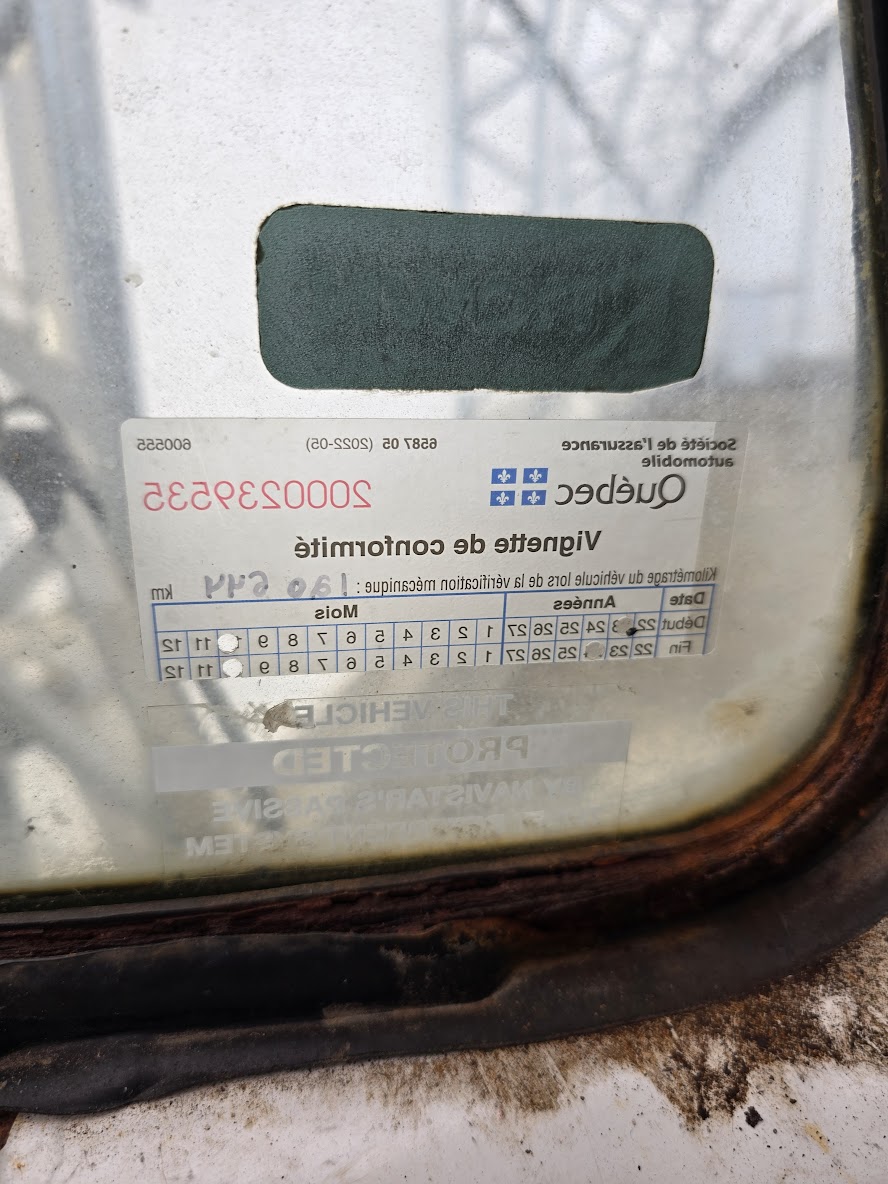 Société de l'assurance
automobile
6587 05 (2022-05)
600555
Québec
2000239535
Vignette de conformité
Kilométrage du véhicule lors de la vérification mécanique : km
Date Années Mois
Début 22 24 25 26 27 1 2 3 4 5 6 7 8 9 11 12
Fin 22 23 25 26 27 1 2 3 4 5 6 7 8 9 11 12
THIS VEHICLE
PROTECTED
BY NAVISTAR'S PASSIVE
SYSTEM